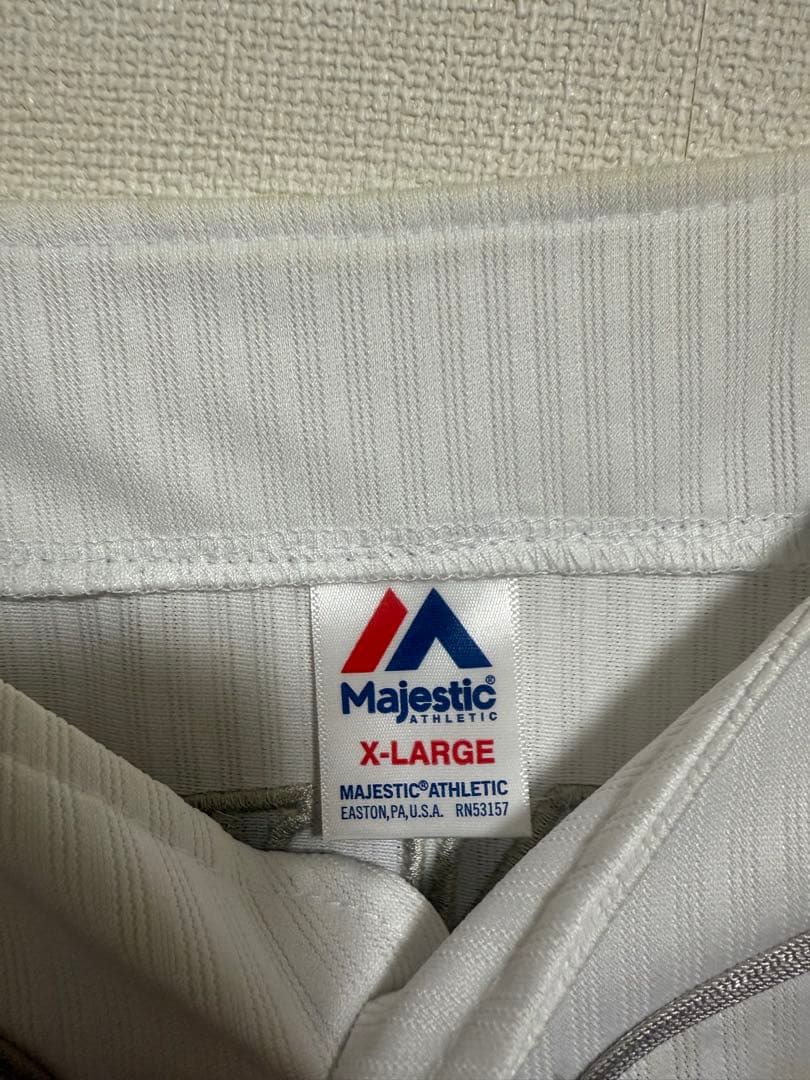 Majestic®
ATHLETIC
X-LARGE
MAJESTIC®ATHLETIC
EASTON,PA,U.S.A. RN53157